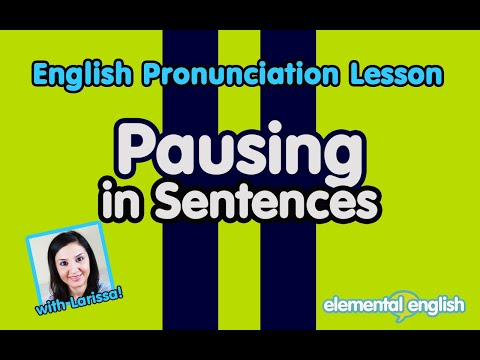 English Pronunciation Lesson
Pausing
in Sentences
with Larissa!
elemental english